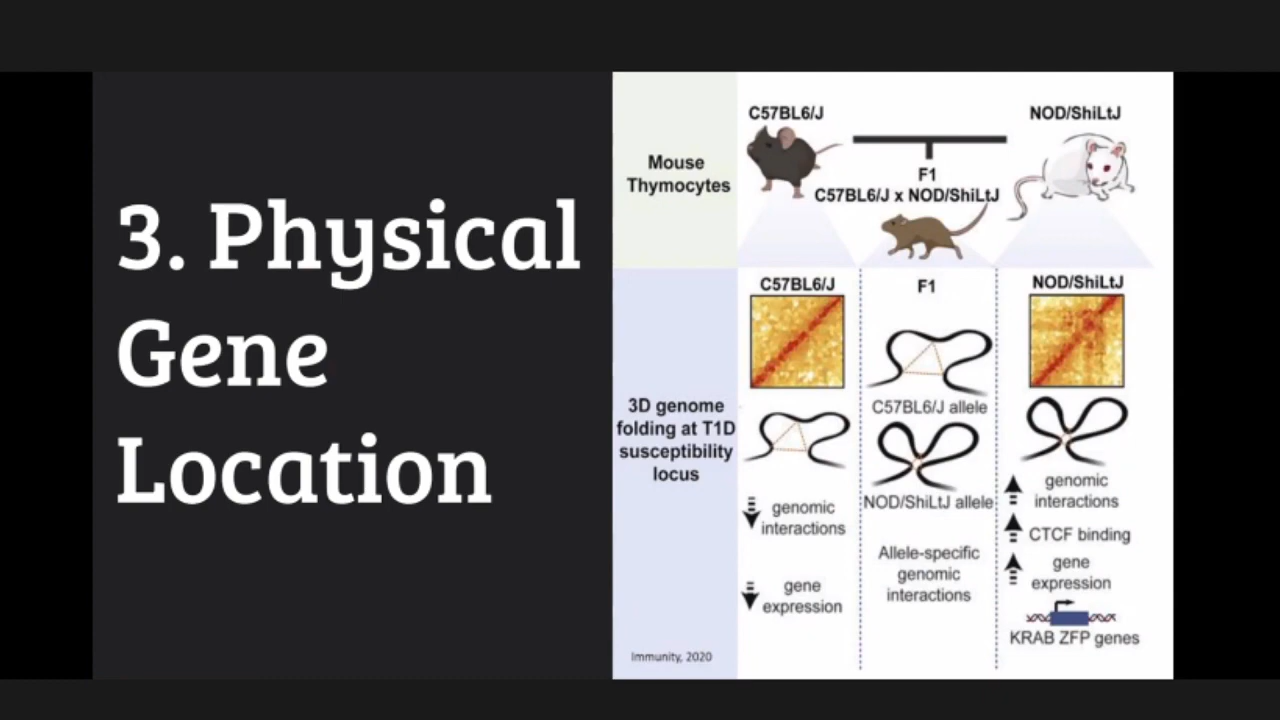 3. Physical
Gene
Location
Mouse
Thymocytes
C57BL6/J
NOD/ShiLtJ
F1
C57BL6/J x NOD/ShiLtJ
3D genome
folding at T1D
susceptibility
locus
Immunity, 2020
C57BL6/J
genomic
interactions
gene
expression
F1
C57BL6/J allele
NOD/ShiLtJ allele
Allele-specific
genomic
interactions
NOD/ShiLtJ
genomic
interactions
CTCF binding
gene
expression
KRAB ZFP genes